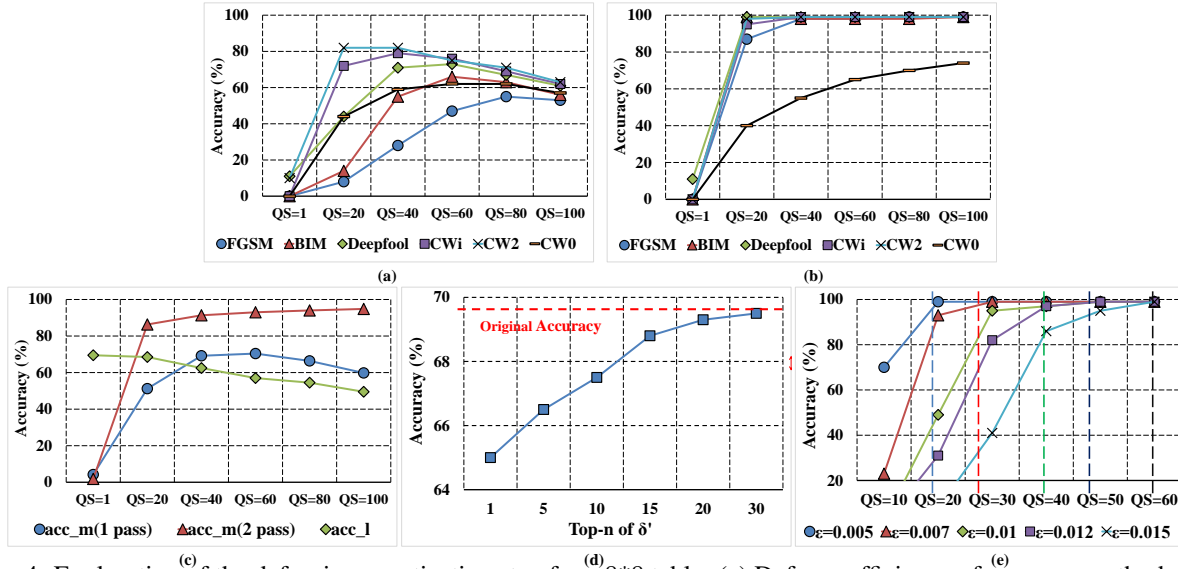 100
80
60
40
20
0
Accuracy (%)
QS=1 QS=20 QS=40 QS=60 QS=80 QS=100
FGSM BIM Deepfool CWi CW2 CW0
(a)
100
80
60
40
20
0
Accuracy (%)
QS=1 QS=20 QS=40 QS=60 QS=80 QS=100
FGSM BIM Deepfool CWi CW2 CW0
(b)
100
80
60
40
20
0
Accuracy (%)
QS=1 QS=20 QS=40 QS=60 QS=80 QS=100
acc_m(1 pass) acc_m(2 pass) acc_l
(c)
70
68
66
64
Accuracy (%)
Original Accuracy
1 5 10 15 20 30
Top-n of δ'
(d)
100
80
60
40
20
Accuracy (%)
QS=10 QS=20 QS=30 QS=40 QS=50 QS=60
ε=0.005 ε=0.007 ε=0.01 ε=0.012 ε=0.015
(e)